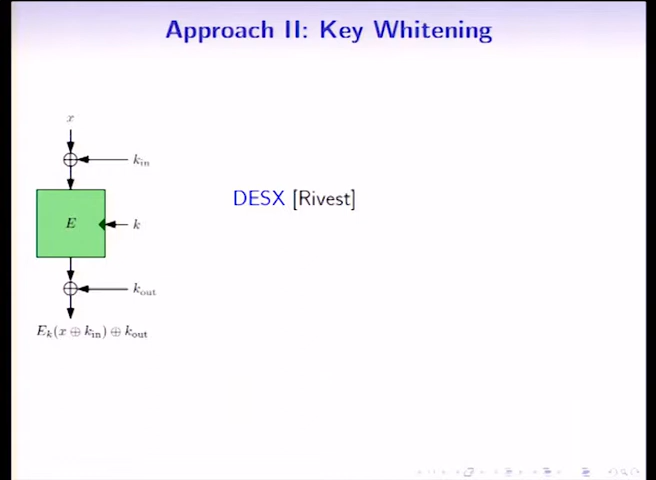 Approach II: Key Whitening
x
k_in
DESX [Rivest]
E
k
k_out
E_k(x ⊕ k_in) ⊕ k_out